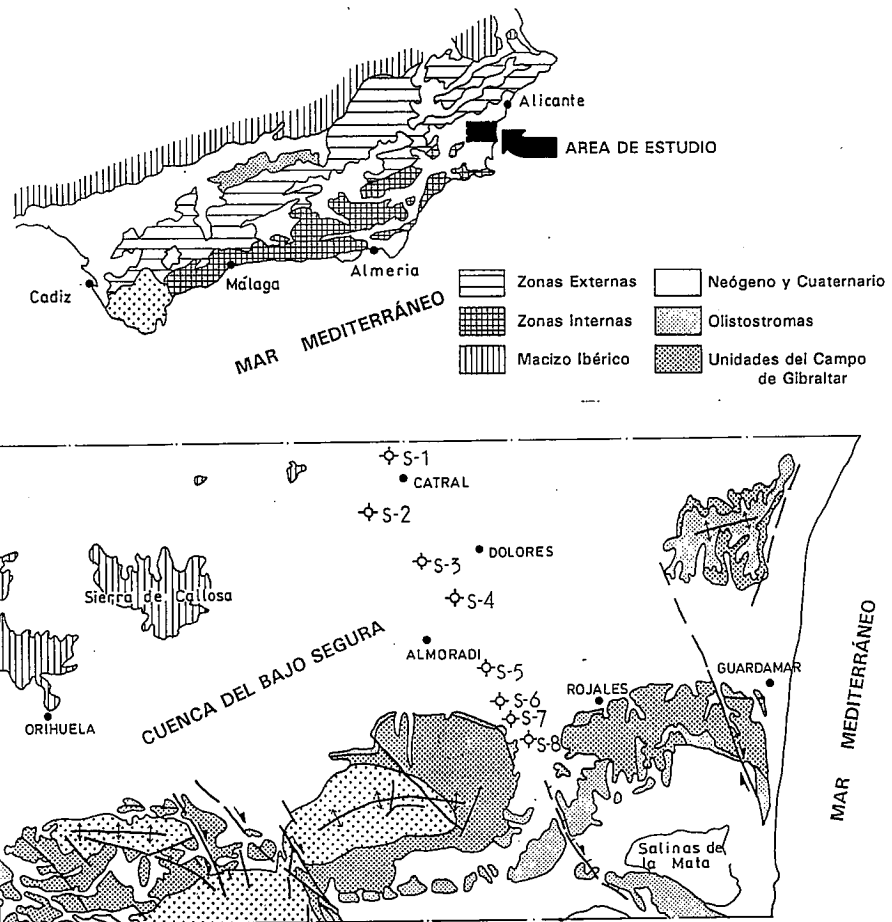 Alicante
AREA DE ESTUDIO
Cadiz
Málaga
Almeria
MAR MEDITERRÁNEO
Zonas Externas
Neógeno y Cuaternario
Zonas Internas
Olistostromas
Macizo Ibérico
Unidades del Campo
de Gibraltar
S-1
CATRAL
S-2
DOLORES
S-3
S-4
Sierra de Callosa
ALMORADI
S-5
CUENCA DEL BAJO SEGURA
GUARDAMAR
ROJALES
S-6
S-7
S-8
ORIHUELA
MAR MEDITERRÁNEO
Salinas de
la Mata